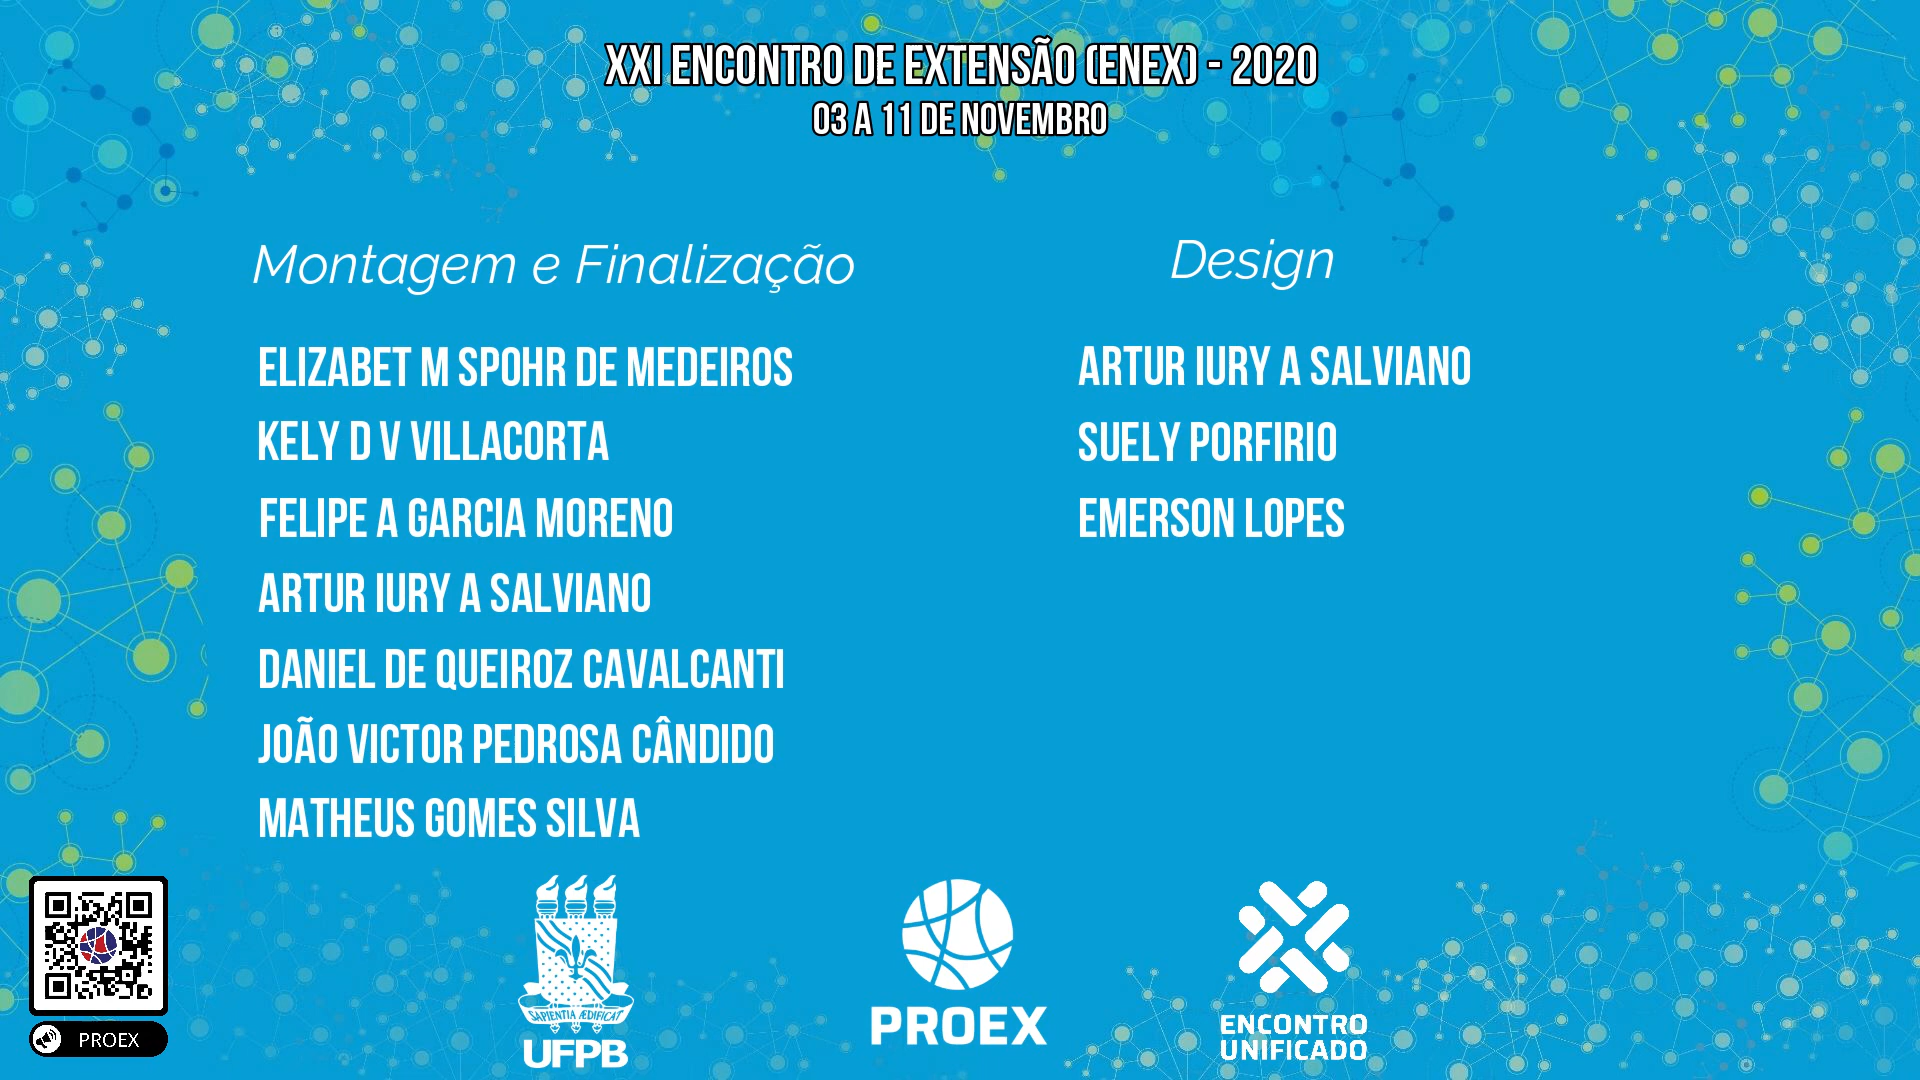 XXI ENCONTRO DE EXTENSÃO (ENEX) - 2020
03 A 11 DE NOVEMBRO
Montagem e Finalização
ELIZABET M SPOHR DE MEDEIROS
KELY D V VILLACORTA
FELIPE A GARCIA MORENO
ARTUR IURY A SALVIANO
DANIEL DE QUEIROZ CAVALCANTI
JOÃO VICTOR PEDROSA CÂNDIDO
MATHEUS GOMES SILVA
Design
ARTUR IURY A SALVIANO
SUELY PORFIRIO
EMERSON LOPES
PROEX
SAPIENTIA ÆDIFICAT
UFPB
PROEX
ENCONTRO
UNIFICADO